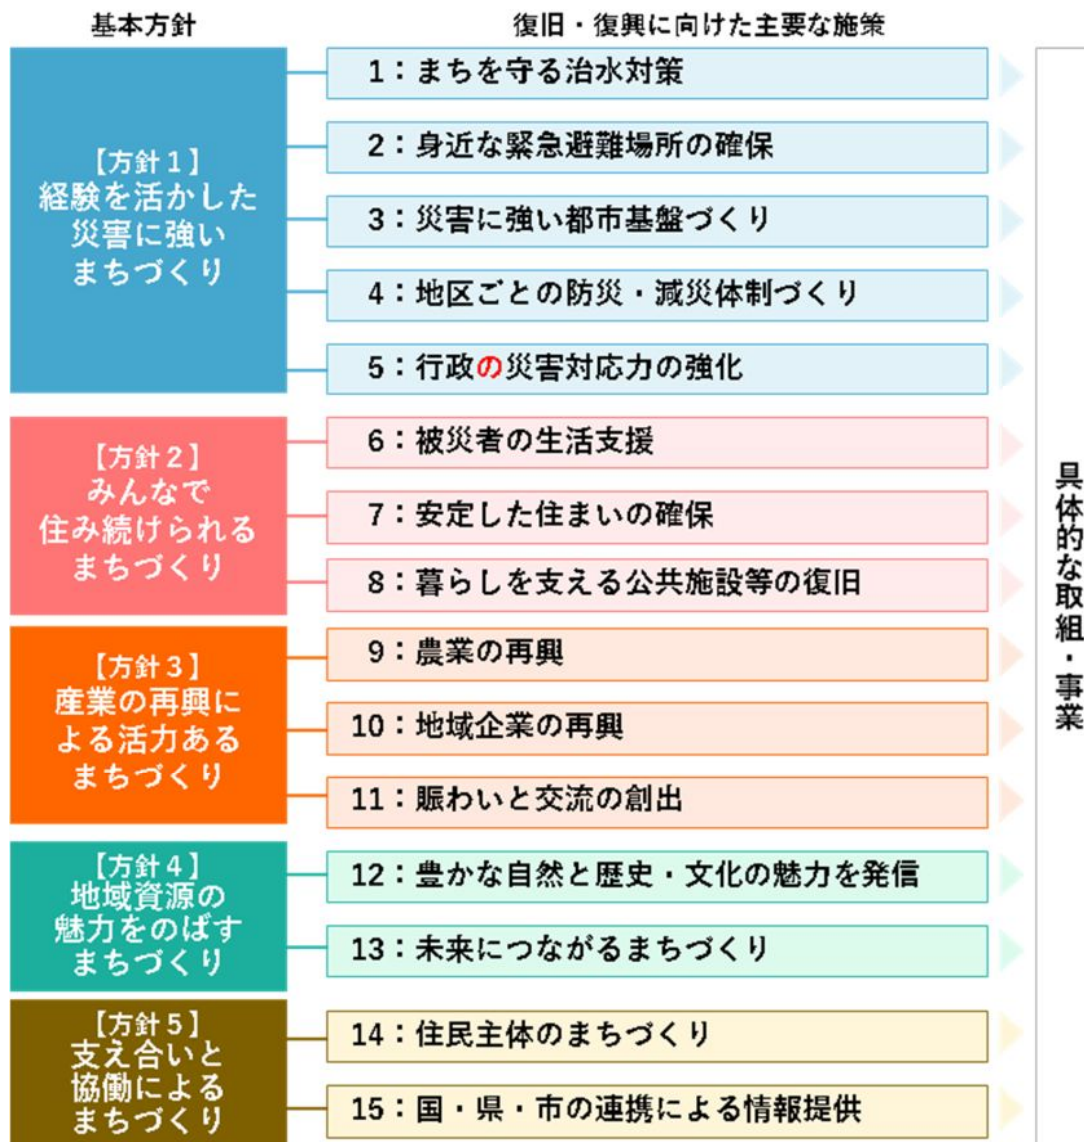 基本方針
復旧・復興に向けた主要な施策
【方針1】
経験を活かした
災害に強い
まちづくり
1：まちを守る治水対策
2：身近な緊急避難場所の確保
3：災害に強い都市基盤づくり
4：地区ごとの防災・減災体制づくり
5：行政の災害対応力の強化
【方針2】
みんなで
住み続けられる
まちづくり
6：被災者の生活支援
7：安定した住まいの確保
8：暮らしを支える公共施設等の復旧
【方針3】
産業の再興に
よる活力ある
まちづくり
9：農業の再興
10：地域企業の再興
11：賑わいと交流の創出
【方針4】
地域資源の
魅力をのばす
まちづくり
12：豊かな自然と歴史・文化の魅力を発信
13：未来につながるまちづくり
【方針5】
支え合いと
協働による
まちづくり
14：住民主体のまちづくり
15：国・県・市の連携による情報提供
具体的な取組・事業